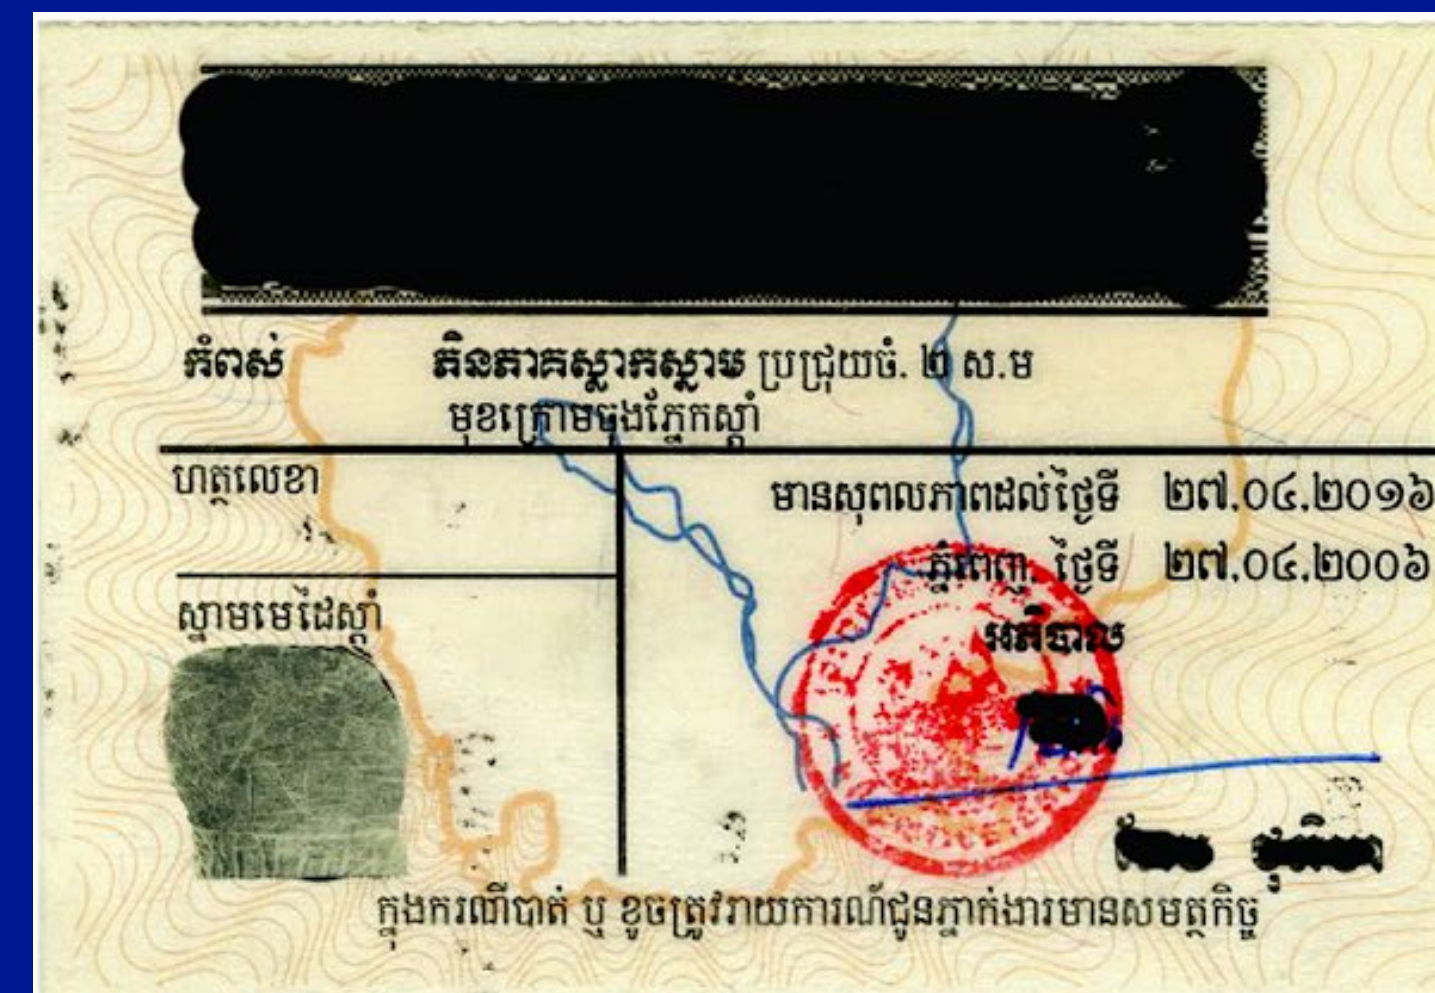 កំពស់ ភិនភាគស្លាកស្នាម ប្រជ្រុយចំ. ២ ស.ម
មុខក្រោមចុងភ្នែកស្តាំ
ហត្ថលេខា
មានសុពលភាពដល់ថ្ងៃទី ២៧.០៤.២០១៦
ភ្នំពេញ. ថ្ងៃទី ២៧.០៤.២០០៦
អភិបាល
ស្នាមមេដៃស្តាំ
ក្នុងករណីបាត់ ឬ ខូចត្រូវរាយការណ៍ជូនភ្នាក់ងារមានសមត្ថកិច្ច